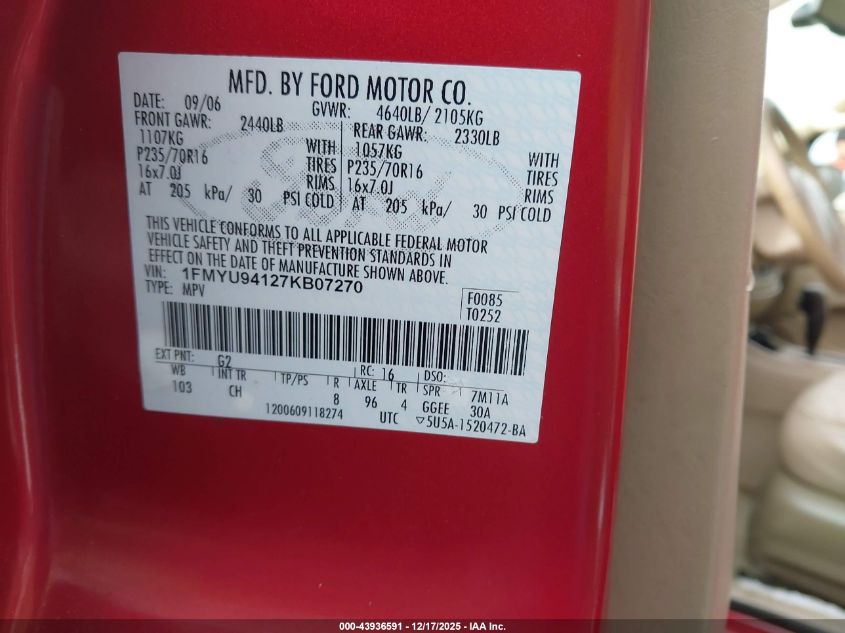 MFD. BY FORD MOTOR CO.
DATE: 09/06 GVWR: 4640LB/ 2105KG
FRONT GAWR: 2440LB REAR GAWR: 2330LB
1107KG WITH 1057KG WITH
P235/70R16 TIRES P235/70R16 TIRES
16x7.0J RIMS 16x7.0J RIMS
AT 205 kPa/ 30 PSI COLD AT 205 kPa/ 30 PSI COLD
THIS VEHICLE CONFORMS TO ALL APPLICABLE FEDERAL MOTOR
VEHICLE SAFETY AND THEFT PREVENTION STANDARDS IN
EFFECT ON THE DATE OF MANUFACTURE SHOWN ABOVE.
VIN: 1FMYU94127KB07270
TYPE: MPV
F0085
T0252
EXT PNT: G2 RC: 16 DSO:
WB INT TR TP/PS R AXLE TR SPR 7M11A
103 CH 8 96 4 GGEE 30A
1200609118274 UTC ▽5U5A-1520472-BA
000-43936591 - 12/17/2025 - IAA Inc.